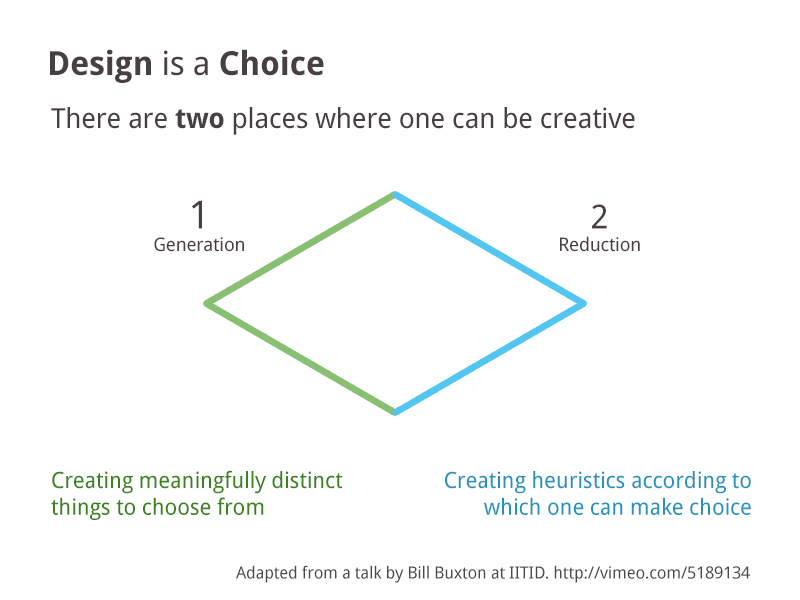 Design is a Choice
There are two places where one can be creative
1
Generation
2
Reduction
Creating meaningfully distinct
things to choose from
Creating heuristics according to
which one can make choice
Adapted from a talk by Bill Buxton at IITID. http://vimeo.com/5189134